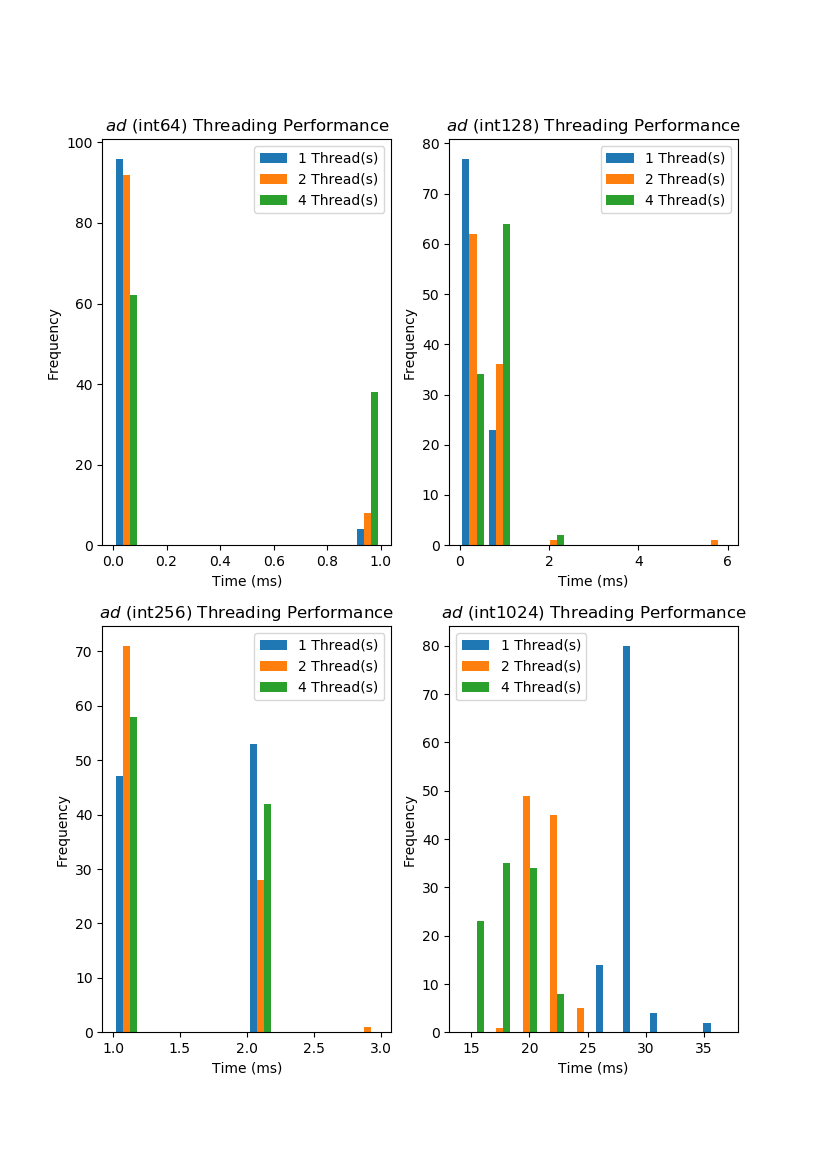 ad (int64) Threading Performance
100
80
60
40
20
0
Frequency
1 Thread(s)
2 Thread(s)
4 Thread(s)
0.0 0.2 0.4 0.6 0.8 1.0
Time (ms)
ad (int128) Threading Performance
80
70
60
50
40
30
20
10
0
Frequency
1 Thread(s)
2 Thread(s)
4 Thread(s)
0 2 4 6
Time (ms)
ad (int256) Threading Performance
70
60
50
40
30
20
10
0
Frequency
1 Thread(s)
2 Thread(s)
4 Thread(s)
1.0 1.5 2.0 2.5 3.0
Time (ms)
ad (int1024) Threading Performance
80
70
60
50
40
30
20
10
0
Frequency
1 Thread(s)
2 Thread(s)
4 Thread(s)
15 20 25 30 35
Time (ms)